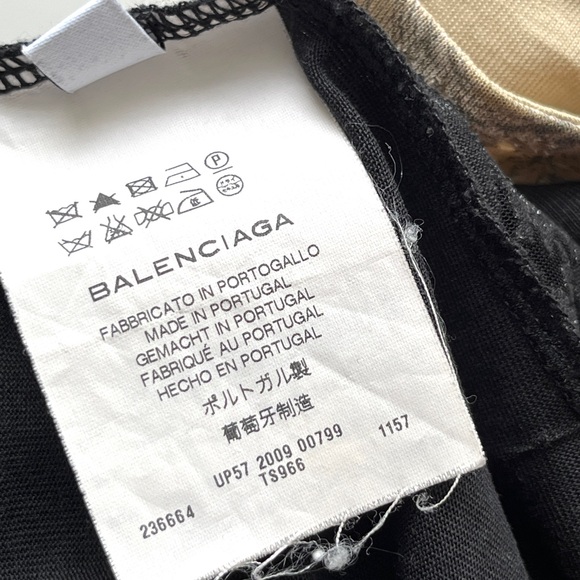 P
BALENCIAGA
FABBRICATO IN PORTOGALLO
MADE IN PORTUGAL
GEMACHT IN PORTUGAL
FABRIQUÉ AU PORTUGAL
HECHO EN PORTUGAL
ポルトガル製
葡萄牙制造
UP57 2009 00799 1157
236664 TS966